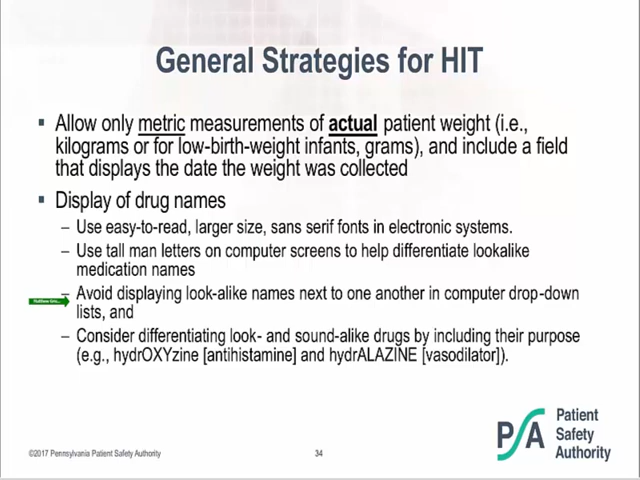 General Strategies for HIT
▪ Allow only metric measurements of actual patient weight (i.e.,
kilograms or for low-birth-weight infants, grams), and include a field
that displays the date the weight was collected
▪ Display of drug names
– Use easy-to-read, larger size, sans serif fonts in electronic systems.
– Use tall man letters on computer screens to help differentiate lookalike
medication names
– Avoid displaying look-alike names next to one another in computer drop-down
lists, and
– Consider differentiating look- and sound-alike drugs by including their purpose
(e.g., hydrOXYzine [antihistamine] and hydrALAZINE [vasodilator]).
PSA
Patient
Safety
Authority
©2017 Pennsylvania Patient Safety Authority
34